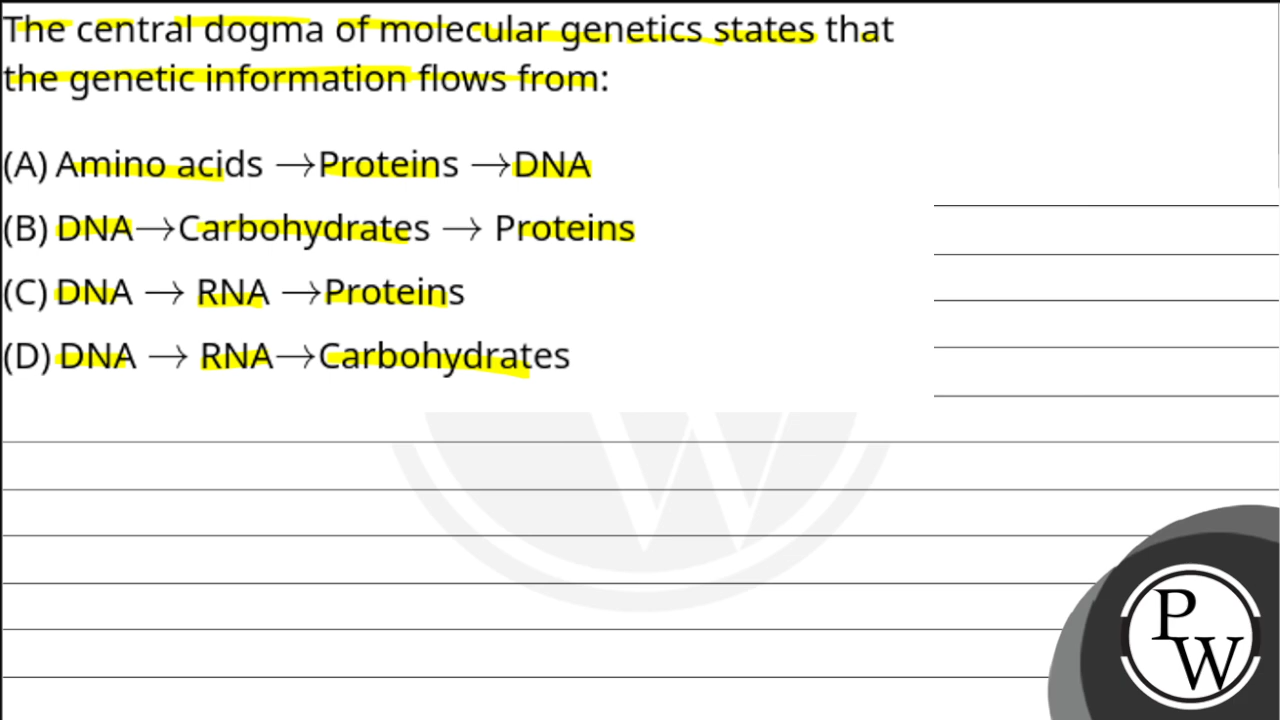 The central dogma of molecular genetics states that
the genetic information flows from:
(A) Amino acids →Proteins →DNA
(B) DNA→Carbohydrates → Proteins
(C) DNA → RNA →Proteins
(D) DNA → RNA→Carbohydrates
W
P
W